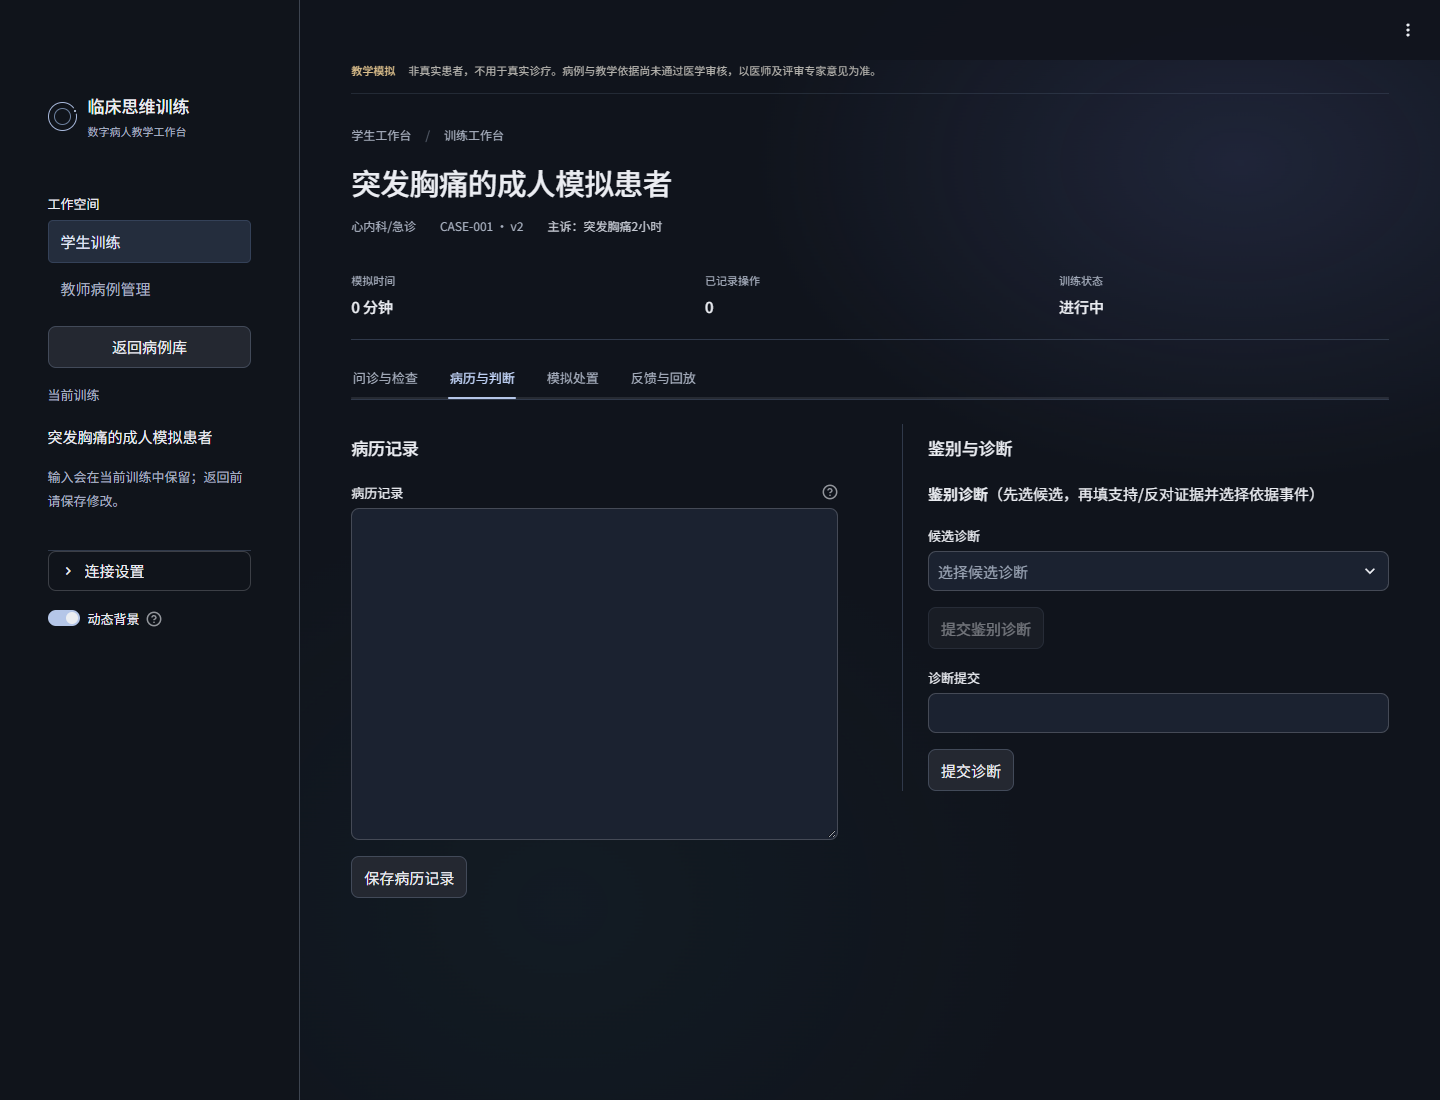 临床思维训练
数字病人教学工作台
工作空间
学生训练
教师病例管理
返回病例库
当前训练
突发胸痛的成人模拟患者
输入会在当前训练中保留；返回前
请保存修改。
连接设置
动态背景
教学模拟 非真实患者，不用于真实诊疗。病例与教学依据尚未通过医学审核，以医师及评审专家意见为准。
学生工作台 / 训练工作台
突发胸痛的成人模拟患者
心内科/急诊 CASE-001 · v2 主诉：突发胸痛2小时
模拟时间 已记录操作 训练状态
0 分钟 0 进行中
问诊与检查 病历与判断 模拟处置 反馈与回放
病历记录
病历记录
保存病历记录
鉴别与诊断
鉴别诊断（先选候选，再填支持/反对证据并选择依据事件）
候选诊断
选择候选诊断
提交鉴别诊断
诊断提交
提交诊断